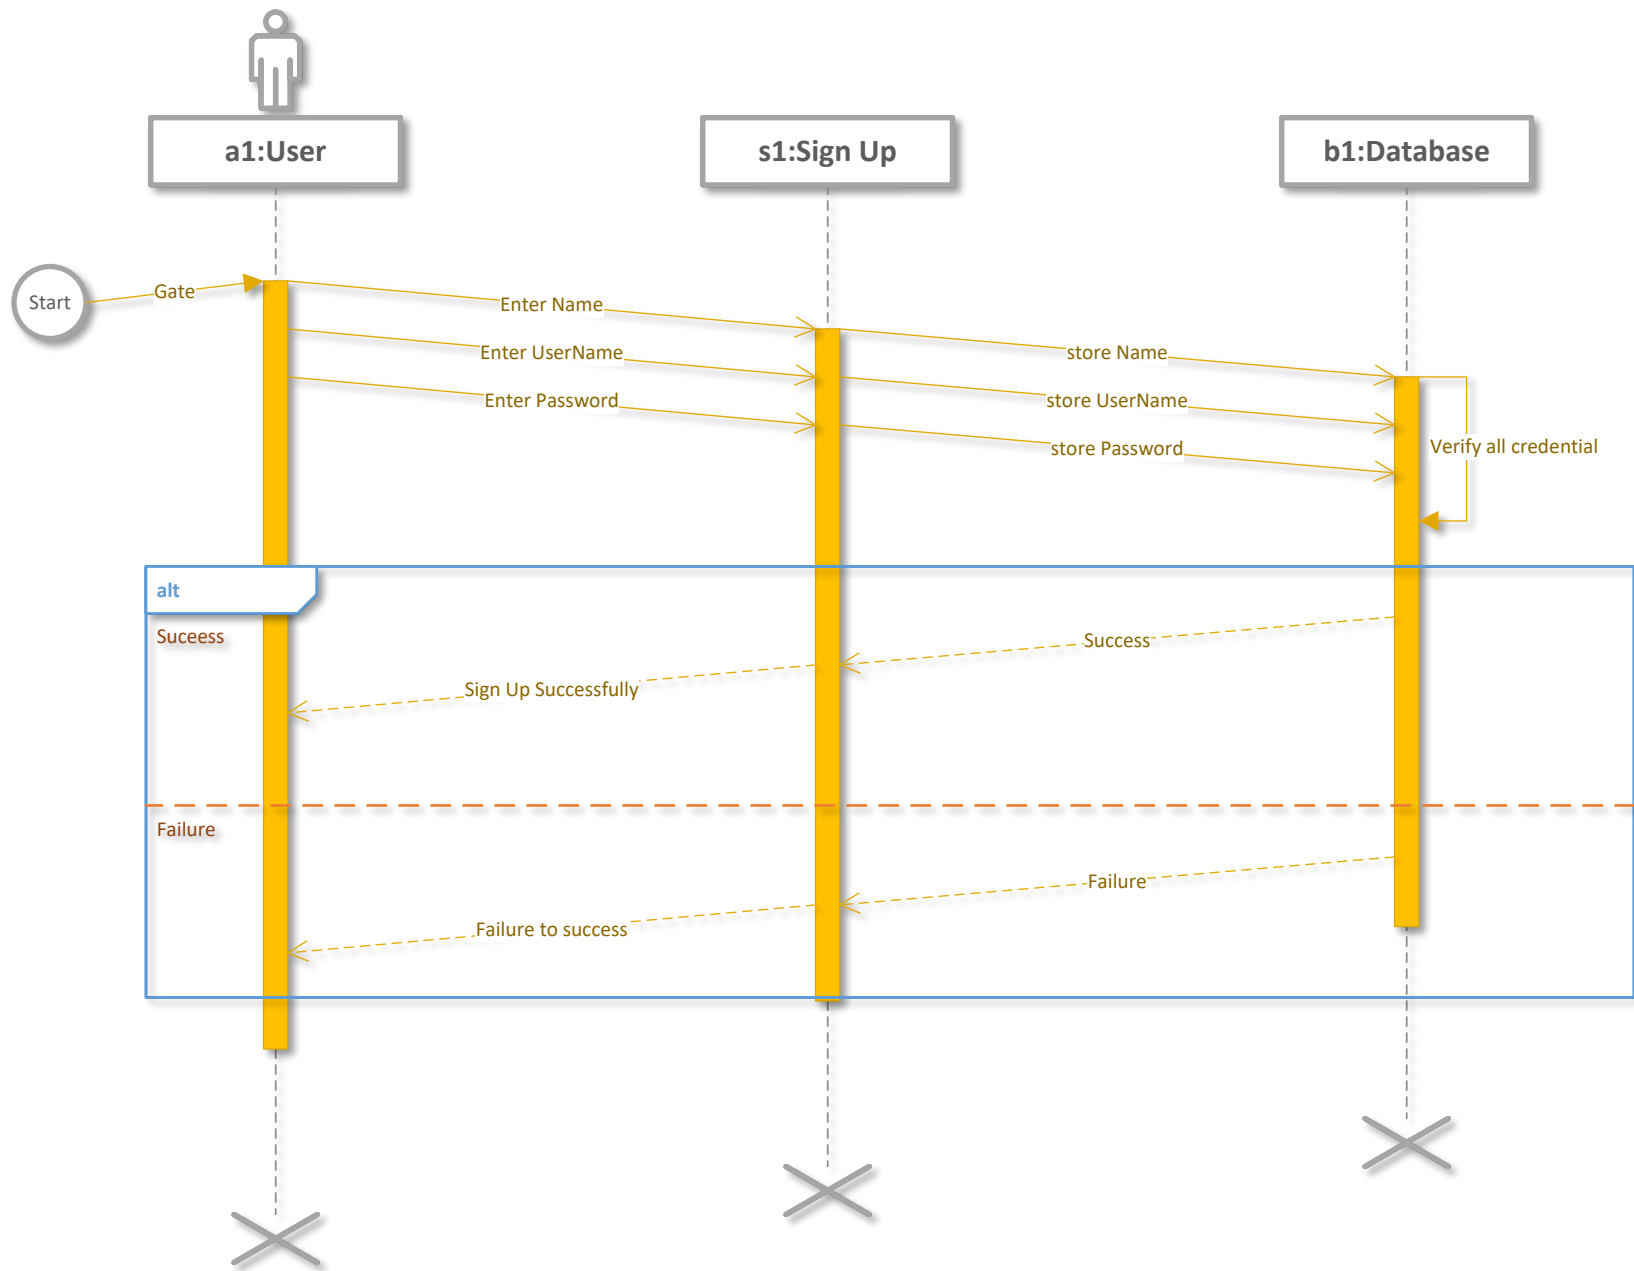 a1:User
s1:Sign Up
b1:Database
Start
Gate
Enter Name
Enter UserName
store Name
Enter Password
store UserName
store Password
Verify all credential
alt
Suceess
Success
Sign Up Successfully
Failure
Failure
Failure to success